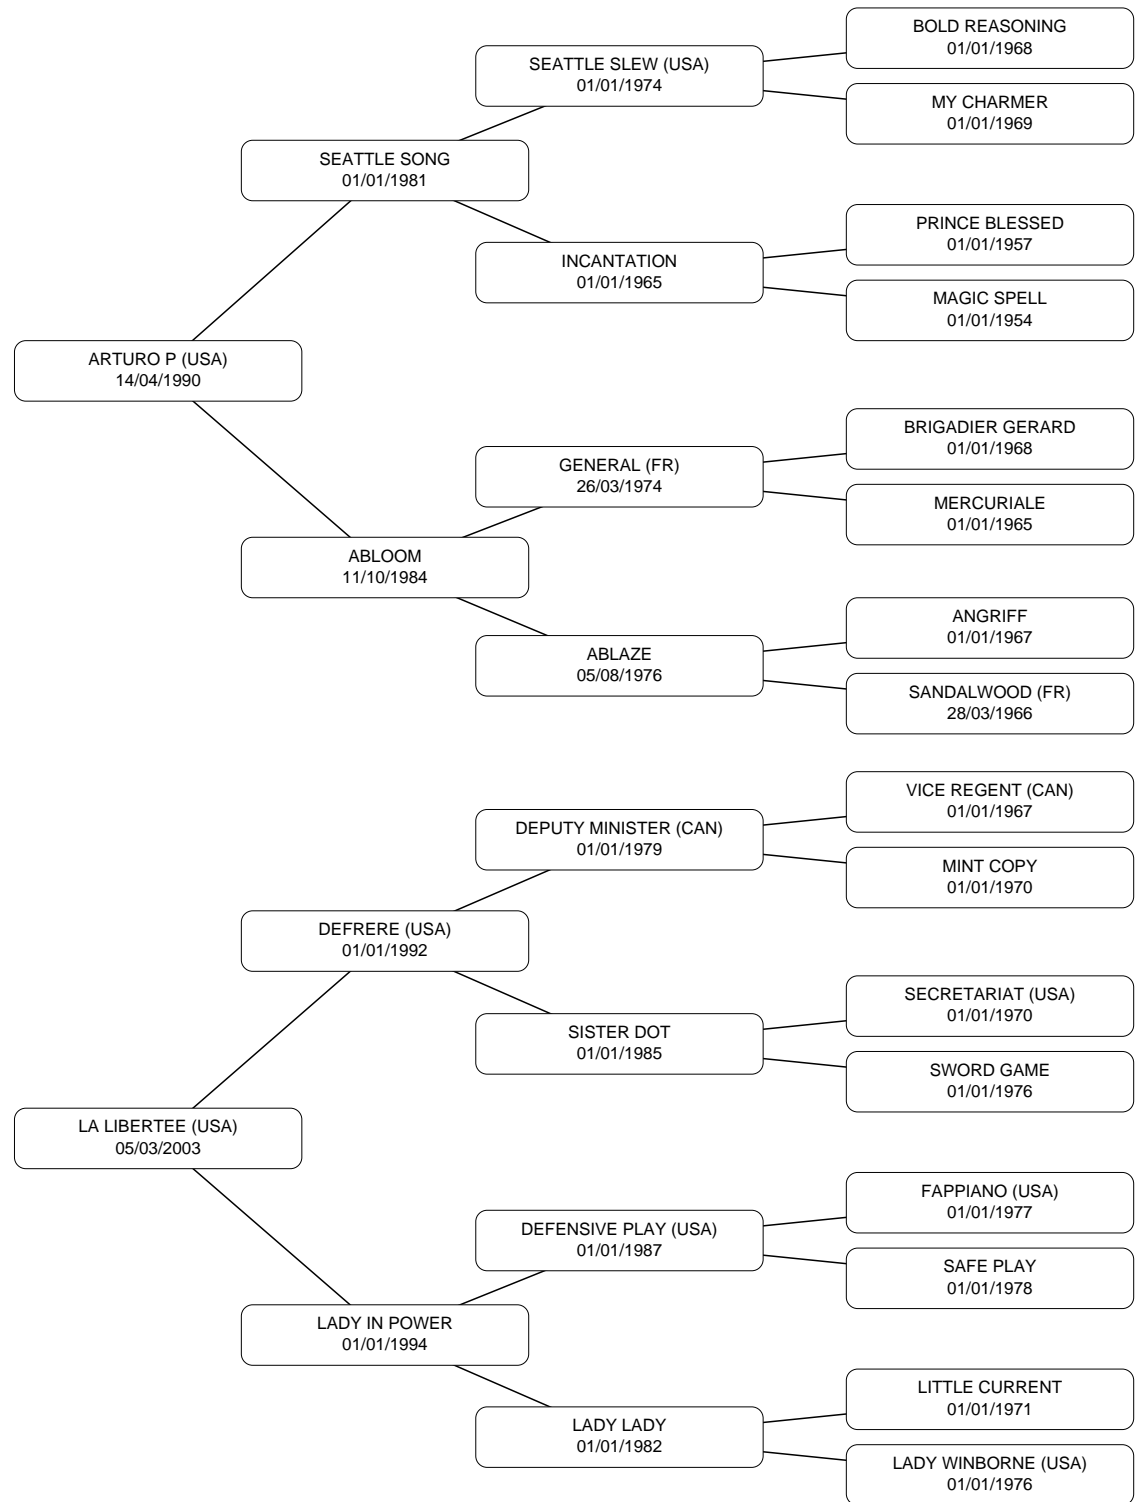 BOLD REASONING
01/01/1968
SEATTLE SLEW (USA)
01/01/1974
MY CHARMER
01/01/1969
SEATTLE SONG
01/01/1981
PRINCE BLESSED
01/01/1957
INCANTATION
01/01/1965
MAGIC SPELL
01/01/1954
ARTURO P (USA)
14/04/1990
BRIGADIER GERARD
01/01/1968
GENERAL (FR)
26/03/1974
MERCURIALE
01/01/1965
ABLOOM
11/10/1984
ANGRIFF
01/01/1967
ABLAZE
05/08/1976
SANDALWOOD (FR)
28/03/1966
VICE REGENT (CAN)
01/01/1967
DEPUTY MINISTER (CAN)
01/01/1979
MINT COPY
01/01/1970
DEFRERE (USA)
01/01/1992
SECRETARIAT (USA)
01/01/1970
SISTER DOT
01/01/1985
SWORD GAME
01/01/1976
LA LIBERTEE (USA)
05/03/2003
FAPPIANO (USA)
01/01/1977
DEFENSIVE PLAY (USA)
01/01/1987
SAFE PLAY
01/01/1978
LADY IN POWER
01/01/1994
LITTLE CURRENT
01/01/1971
LADY LADY
01/01/1982
LADY WINBORNE (USA)
01/01/1976